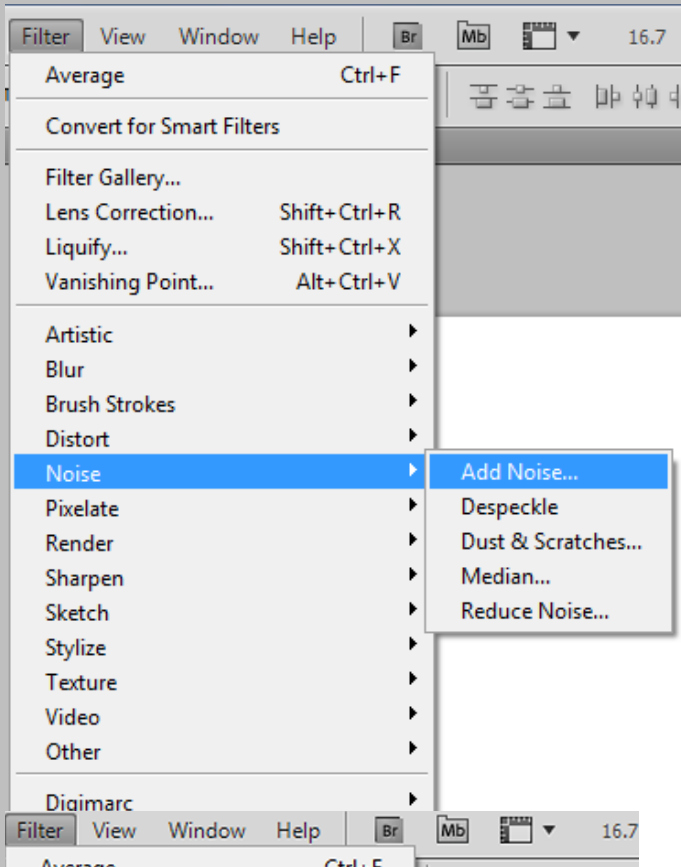 Filter View Window Help Br Mb 16.7
Average Ctrl+F
Convert for Smart Filters
Filter Gallery...
Lens Correction... Shift+Ctrl+R
Liquify... Shift+Ctrl+X
Vanishing Point... Alt+Ctrl+V
Artistic
Blur
Brush Strokes
Distort
Noise Add Noise...
Pixelate Despeckle
Render Dust & Scratches...
Sharpen Median...
Sketch Reduce Noise...
Stylize
Texture
Video
Other
Digimarc
Filter View Window Help Br Mb 16.7
Average Ctrl+F